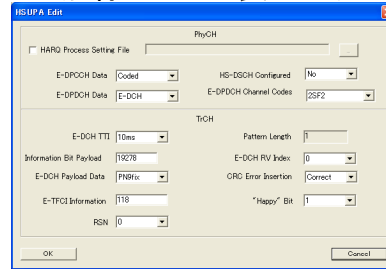 HSUPA Edit
PhyCH
HARQ Process Setting File ...
E-DPCCH Data Coded HS-DSCH Configured No
E-DPDCH Data E-DCH E-DPDCH Channel Codes 2SF2
TrCH
E-DCH TTI 10ms Pattern Length 1
Information Bit Payload 19278 E-DCH RV Index 0
E-DCH Payload Data PN9fix CRC Error Insertion Correct
E-TFCI Information 118 "Happy" Bit 1
RSN 0
OK Cancel